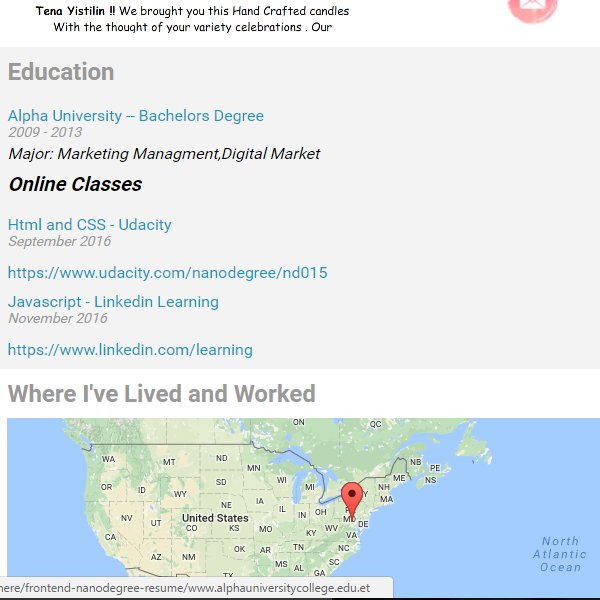 Tena Yistilin !! We brought you this Hand Crafted candles
With the thought of your variety celebrations . Our
Education
Alpha University -- Bachelors Degree
2009 - 2013
Major: Marketing Managment,Digital Market
Online Classes
Html and CSS - Udacity
September 2016
https://www.udacity.com/nanodegree/nd015
Javascript - Linkedin Learning
November 2016
https://www.linkedin.com/learning
Where I've Lived and Worked
ON
QC
WA
MT
ND
MN
NB
PE
NS
OR
ID
SD
WI
MI
ME
WY
NH
MA
NE
IA
IL
IN
OH
NV
UT
United States
CO
KS
MO
KY
WV
VA
MD
DE
CA
AZ
NM
OK
AR
TN
NC
MS
AL
SC
GA
North
Atlantic
Ocean
here/frontend-nanodegree-resume/www.alphauniversitycollege.edu.et